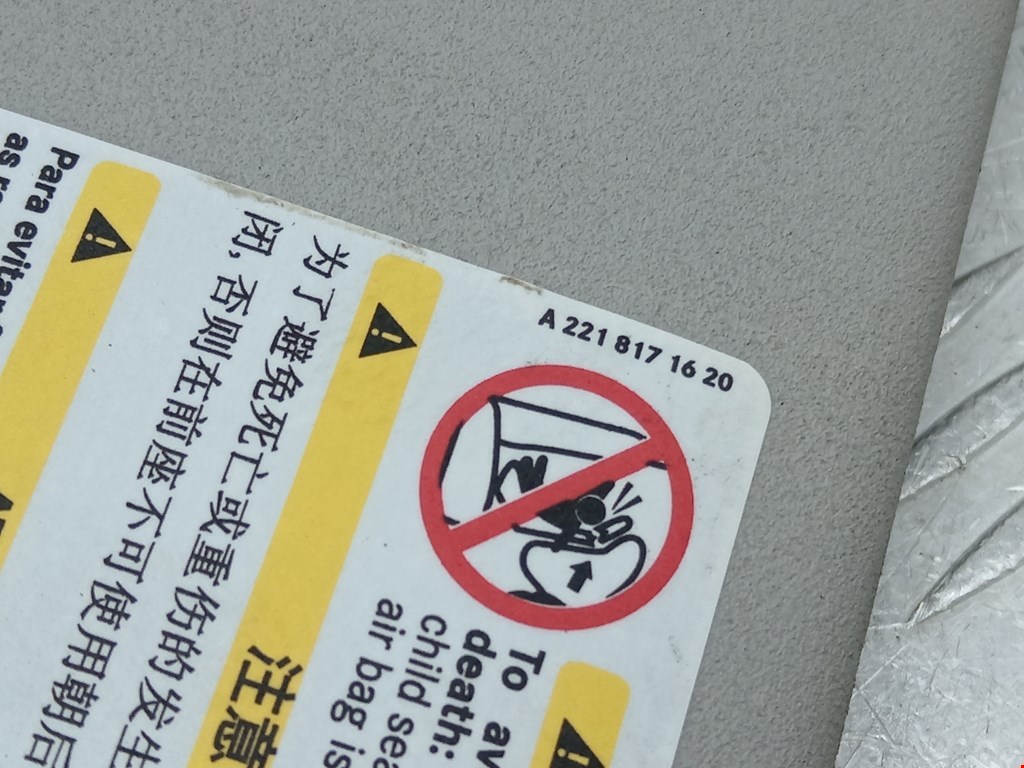 A 221 817 16 20
To av
death:
child sea
air bag is
注意
为了避免死亡或重伤的发生
闭, 否则在前座不可使用朝后
Para evitar
as